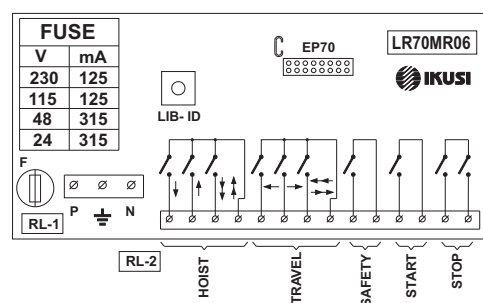 FUSE
V mA
230 125
115 125
48 315
24 315
EP70
LR70MR06
IKUSI
LIB- ID
F
P N
RL-1
RL-2
HOIST
TRAVEL
SAFETY
START
STOP